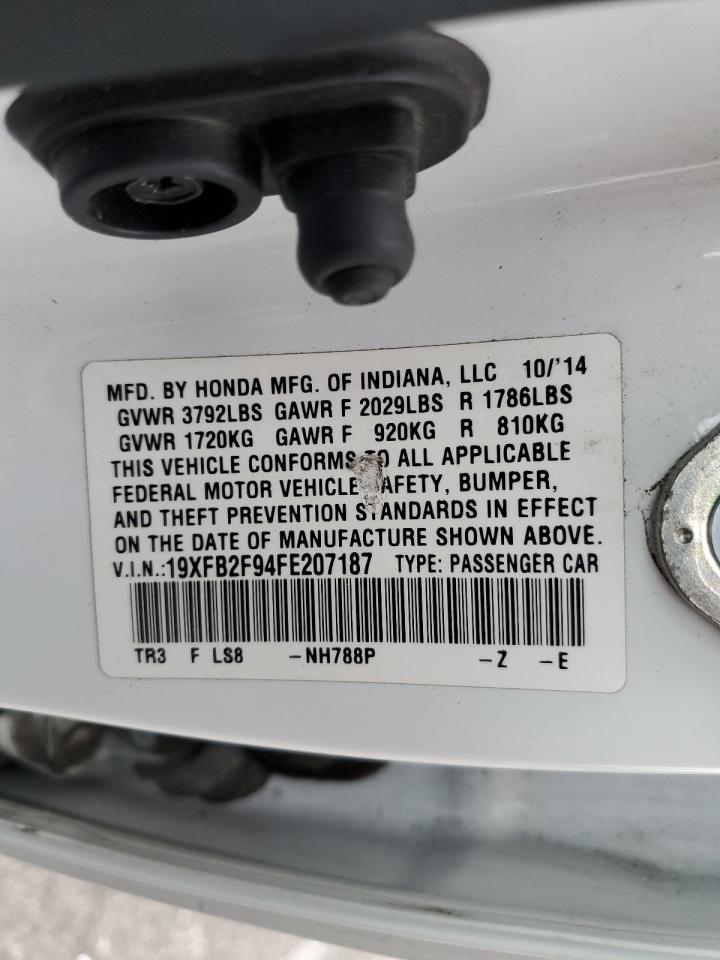 MFD. BY HONDA MFG. OF INDIANA, LLC 10/'14
GVWR 3792LBS GAWR F 2029LBS R 1786LBS
GVWR 1720KG GAWR F 920KG R 810KG
THIS VEHICLE CONFORMS TO ALL APPLICABLE
FEDERAL MOTOR VEHICLE SAFETY, BUMPER,
AND THEFT PREVENTION STANDARDS IN EFFECT
ON THE DATE OF MANUFACTURE SHOWN ABOVE.
V.I.N.:19XFB2F94FE207187 TYPE: PASSENGER CAR
TR3 F LS8 -NH788P -Z -E